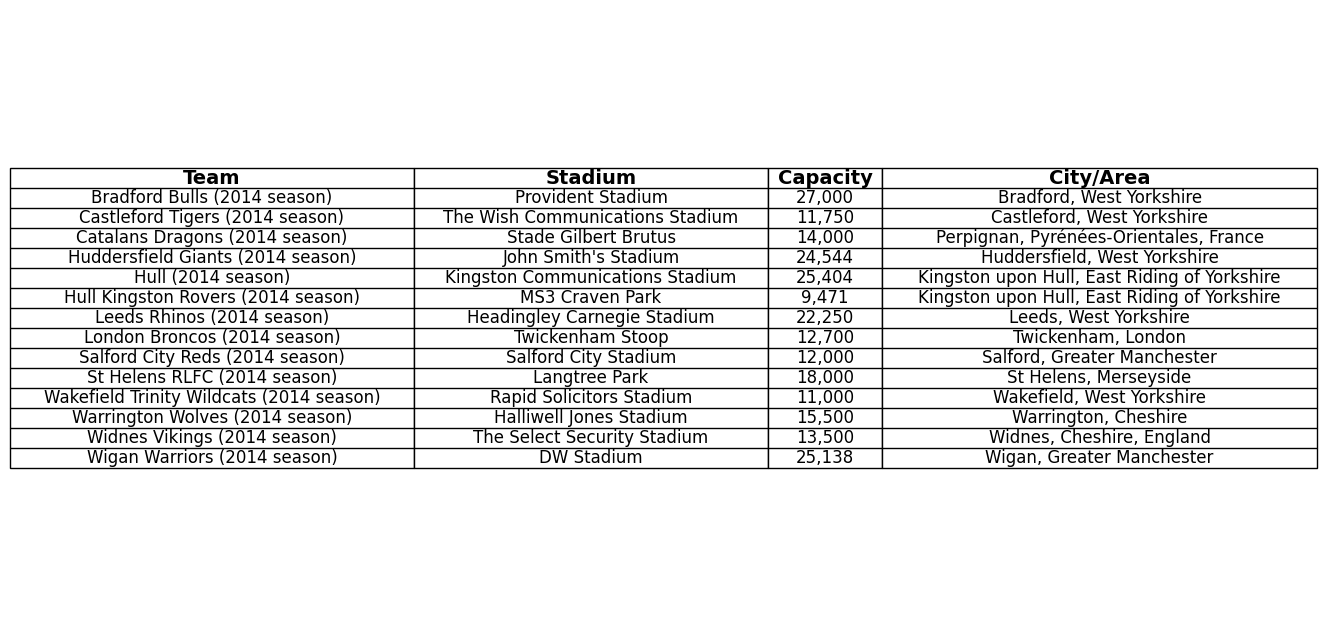 Team Stadium Capacity City/Area
Bradford Bulls (2014 season) Provident Stadium 27,000 Bradford, West Yorkshire
Castleford Tigers (2014 season) The Wish Communications Stadium 11,750 Castleford, West Yorkshire
Catalans Dragons (2014 season) Stade Gilbert Brutus 14,000 Perpignan, Pyrénées-Orientales, France
Huddersfield Giants (2014 season) John Smith's Stadium 24,544 Huddersfield, West Yorkshire
Hull (2014 season) Kingston Communications Stadium 25,404 Kingston upon Hull, East Riding of Yorkshire
Hull Kingston Rovers (2014 season) MS3 Craven Park 9,471 Kingston upon Hull, East Riding of Yorkshire
Leeds Rhinos (2014 season) Headingley Carnegie Stadium 22,250 Leeds, West Yorkshire
London Broncos (2014 season) Twickenham Stoop 12,700 Twickenham, London
Salford City Reds (2014 season) Salford City Stadium 12,000 Salford, Greater Manchester
St Helens RLFC (2014 season) Langtree Park 18,000 St Helens, Merseyside
Wakefield Trinity Wildcats (2014 season) Rapid Solicitors Stadium 11,000 Wakefield, West Yorkshire
Warrington Wolves (2014 season) Halliwell Jones Stadium 15,500 Warrington, Cheshire
Widnes Vikings (2014 season) The Select Security Stadium 13,500 Widnes, Cheshire, England
Wigan Warriors (2014 season) DW Stadium 25,138 Wigan, Greater Manchester